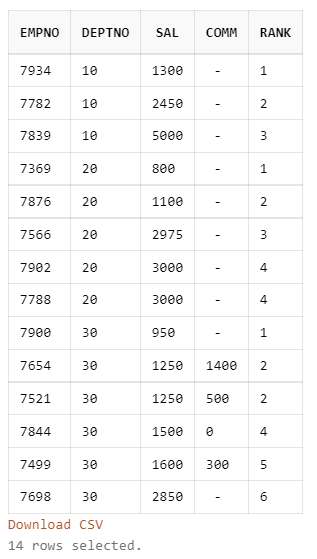 EMPNO DEPTNO SAL COMM RANK
7934 10 1300 - 1
7782 10 2450 - 2
7839 10 5000 - 3
7369 20 800 - 1
7876 20 1100 - 2
7566 20 2975 - 3
7902 20 3000 - 4
7788 20 3000 - 4
7900 30 950 - 1
7654 30 1250 1400 2
7521 30 1250 500 2
7844 30 1500 0 4
7499 30 1600 300 5
7698 30 2850 - 6
Download CSV
14 rows selected.